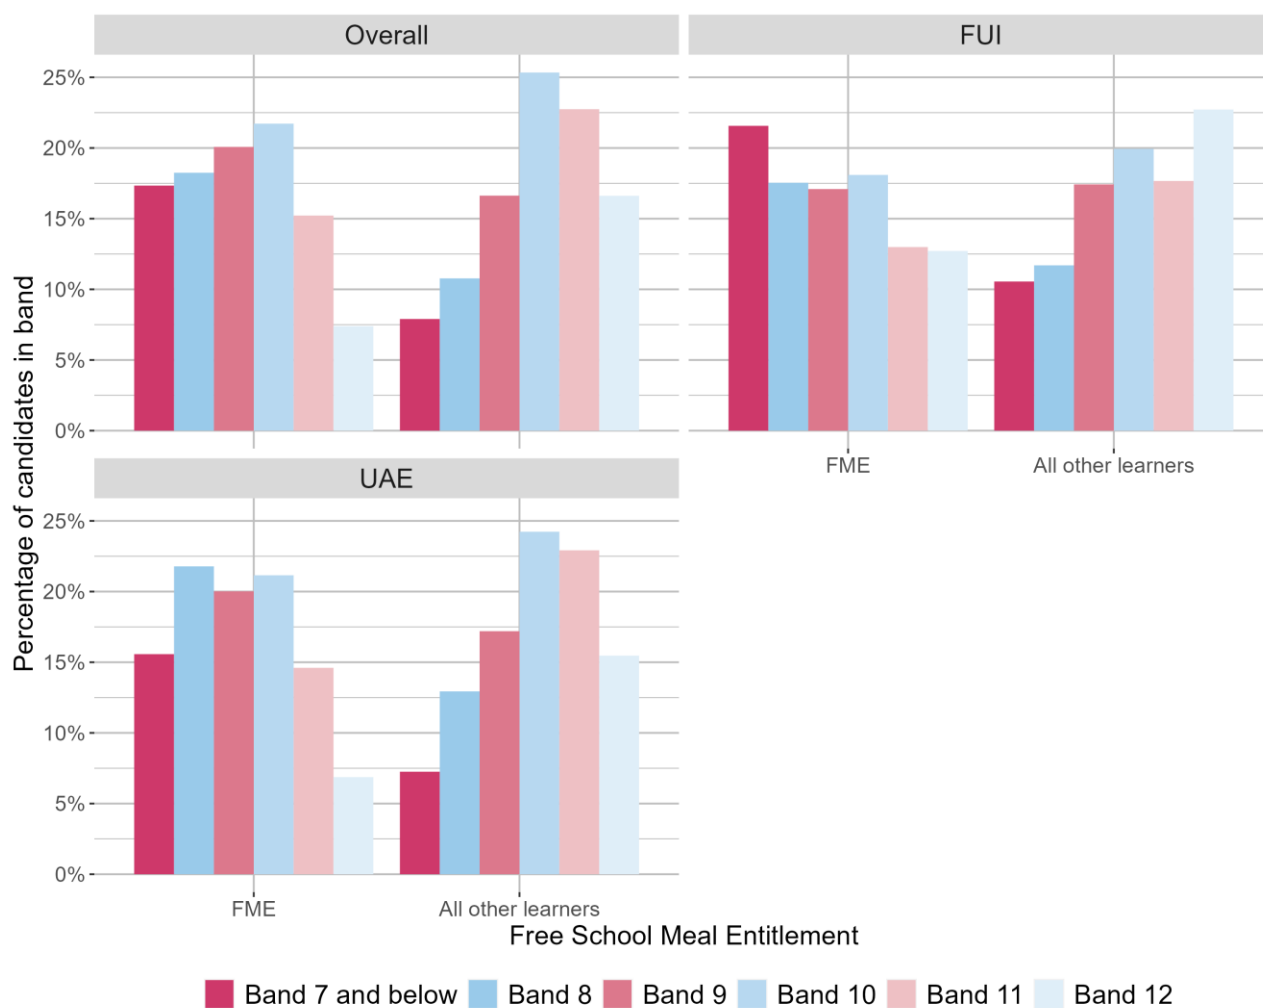 Overall
FUI
25%
20%
15%
10%
5%
0%
FME
All other learners
UAE
25%
20%
15%
10%
5%
0%
FME
All other learners
Percentage of candidates in band
Free School Meal Entitlement
Band 7 and below
Band 8
Band 9
Band 10
Band 11
Band 12